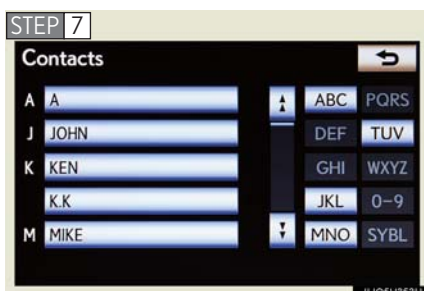 STEP 7
Contacts
A A ABC PQRS
J JOHN DEF TUV
K KEN GHI WXYZ
K.K JKL 0-9
M MIKE MNO SYBL